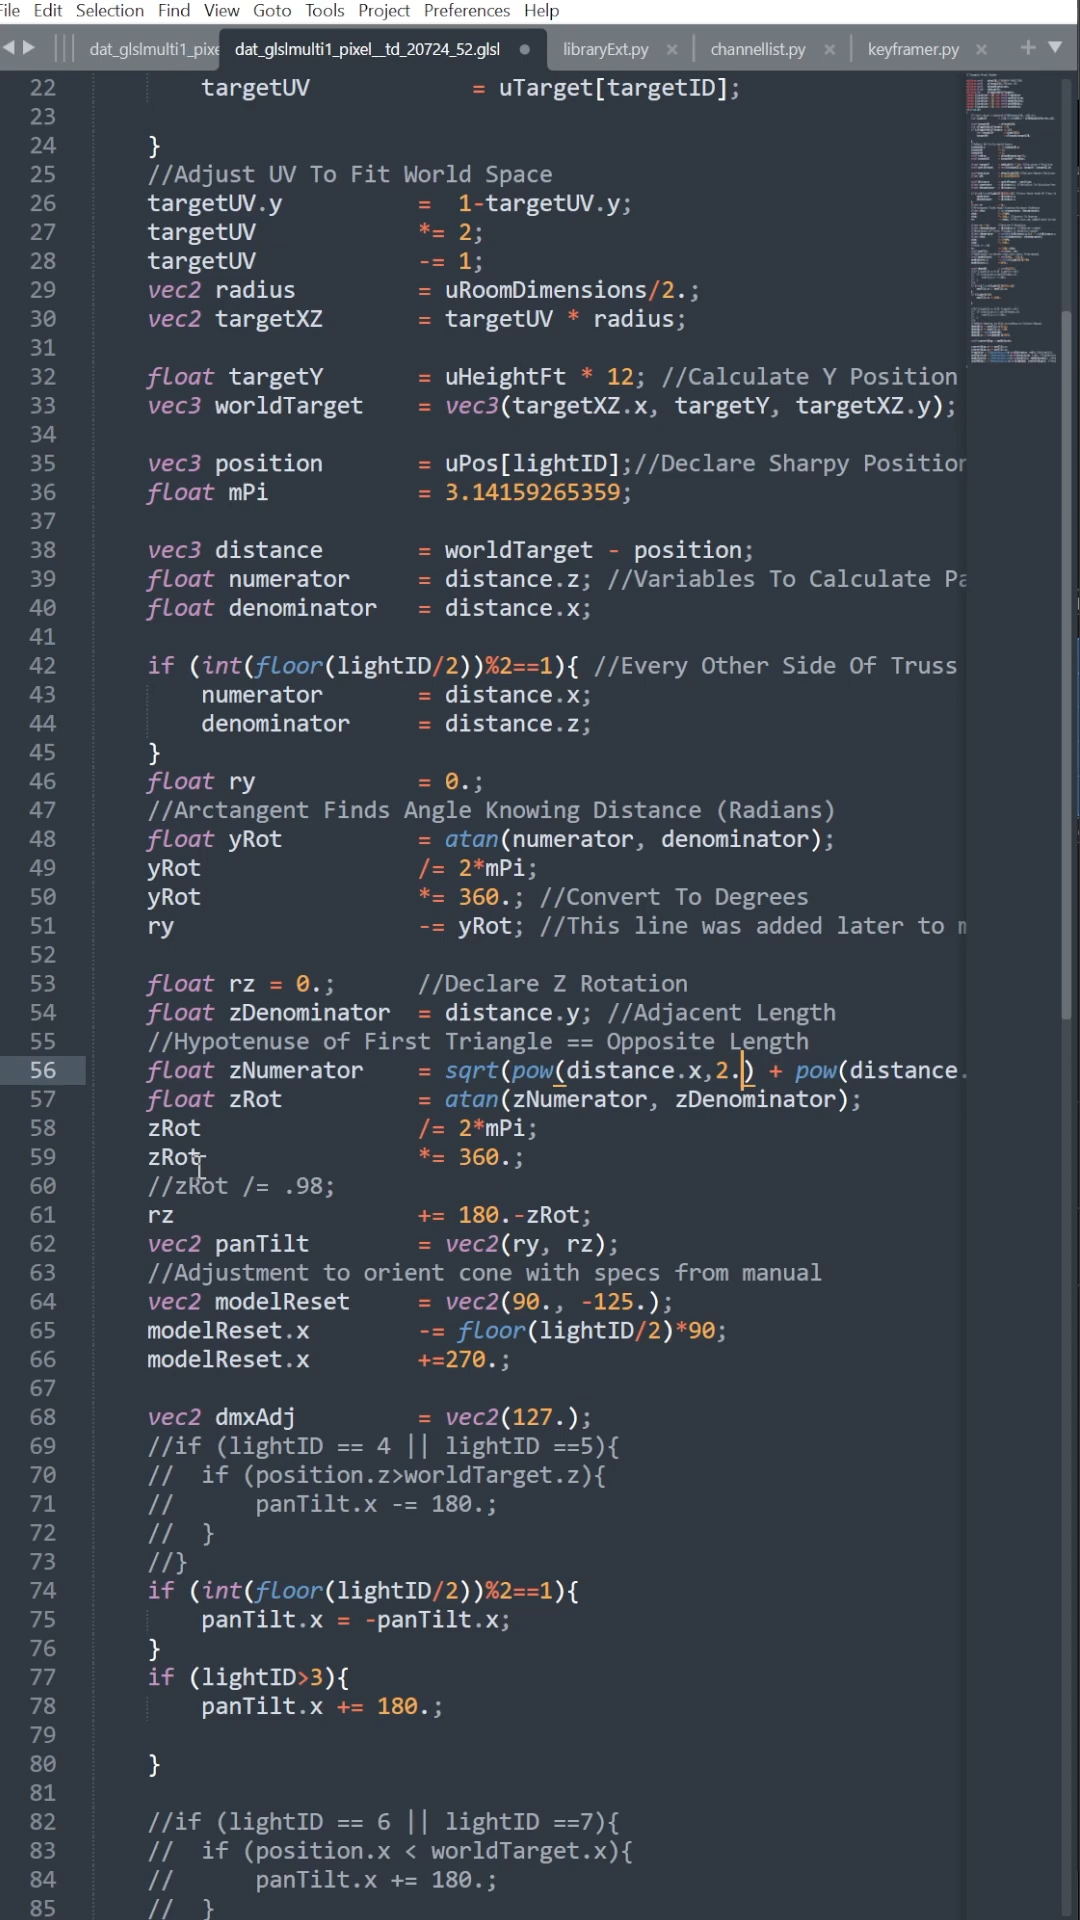 File Edit Selection Find View Goto Tools Project Preferences Help
dat_glslmulti1_pixe dat_glslmulti1_pixel__td_20724_52.glsl libraryExt.py channellist.py keyframer.py
22 targetUV = uTarget[targetID];
23
24 }
25 //Adjust UV To Fit World Space
26 targetUV.y = 1-targetUV.y;
27 targetUV *= 2;
28 targetUV -= 1;
29 vec2 radius = uRoomDimensions/2.;
30 vec2 targetXZ = targetUV * radius;
31
32 float targetY = uHeightFt * 12; //Calculate Y Position
33 vec3 worldTarget = vec3(targetXZ.x, targetY, targetXZ.y);
34
35 vec3 position = uPos[lightID];//Declare Sharpy Position
36 float mPi = 3.14159265359;
37
38 vec3 distance = worldTarget - position;
39 float numerator = distance.z; //Variables To Calculate Pa
40 float denominator = distance.x;
41
42 if (int(floor(lightID/2))%2==1){ //Every Other Side Of Truss
43 numerator = distance.x;
44 denominator = distance.z;
45 }
46 float ry = 0.;
47 //Arctangent Finds Angle Knowing Distance (Radians)
48 float yRot = atan(numerator, denominator);
49 yRot /= 2*mPi;
50 yRot *= 360.; //Convert To Degrees
51 ry -= yRot; //This line was added later to m
52
53 float rz = 0.; //Declare Z Rotation
54 float zDenominator = distance.y; //Adjacent Length
55 //Hypotenuse of First Triangle == Opposite Length
56 float zNumerator = sqrt(pow(distance.x,2.) + pow(distance.
57 float zRot = atan(zNumerator, zDenominator);
58 zRot /= 2*mPi;
59 zRot *= 360.;
60 //zRot /= .98;
61 rz += 180.-zRot;
62 vec2 panTilt = vec2(ry, rz);
63 //Adjustment to orient cone with specs from manual
64 vec2 modelReset = vec2(90., -125.);
65 modelReset.x -= floor(lightID/2)*90;
66 modelReset.x +=270.;
67
68 vec2 dmxAdj = vec2(127.);
69 //if (lightID == 4 || lightID ==5){
70 // if (position.z>worldTarget.z){
71 // panTilt.x -= 180.;
72 // }
73 //}
74 if (int(floor(lightID/2))%2==1){
75 panTilt.x = -panTilt.x;
76 }
77 if (lightID>3){
78 panTilt.x += 180.;
79
80 }
81
82 //if (lightID == 6 || lightID ==7){
83 // if (position.x < worldTarget.x){
84 // panTilt.x += 180.;
85 // }